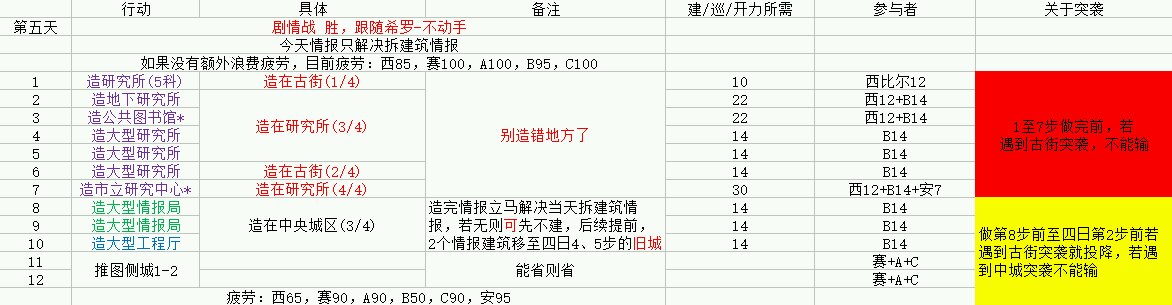 行动 具体 备注 建/巡/开力所需 参与者 关于突袭
第五天 剧情战 胜，跟随希罗-不动手
今天情报只解决拆建筑情报
如果没有额外浪费疲劳，目前疲劳：西85，赛100，A100，B95，C100
1 造研究所(5科) 造在古街(1/4) 10 西比尔12
2 造地下研究所 22 西12+B14
3 造公共图书馆* 造在研究所(3/4) 22 西12+B14
4 造大型研究所 别造错地方了 14 B14 1至7步做完前，若
遇到古街突袭，不能输
5 造大型研究所 14 B14
6 造大型研究所 造在古街(2/4) 14 B14
7 造市立研究中心* 造在研究所(4/4) 30 西12+B14+安7
8 造大型情报局 14 B14
9 造大型情报局 造在中央城区(3/4) 14 B14
10 造大型工程厅 14 B14
造完情报立马解决当天拆建筑情
报，若无则可先不建，后续提前，
2个情报建筑移至四日4、5步的旧城
做第8步前至四日第2步前若
遇到古街突袭就投降，若遇
到中城突袭不能输
11 推图侧城1-2 能省则省 赛+A+C
12 赛+A+C
疲劳：西65，赛90，A90，B50，C90，安95